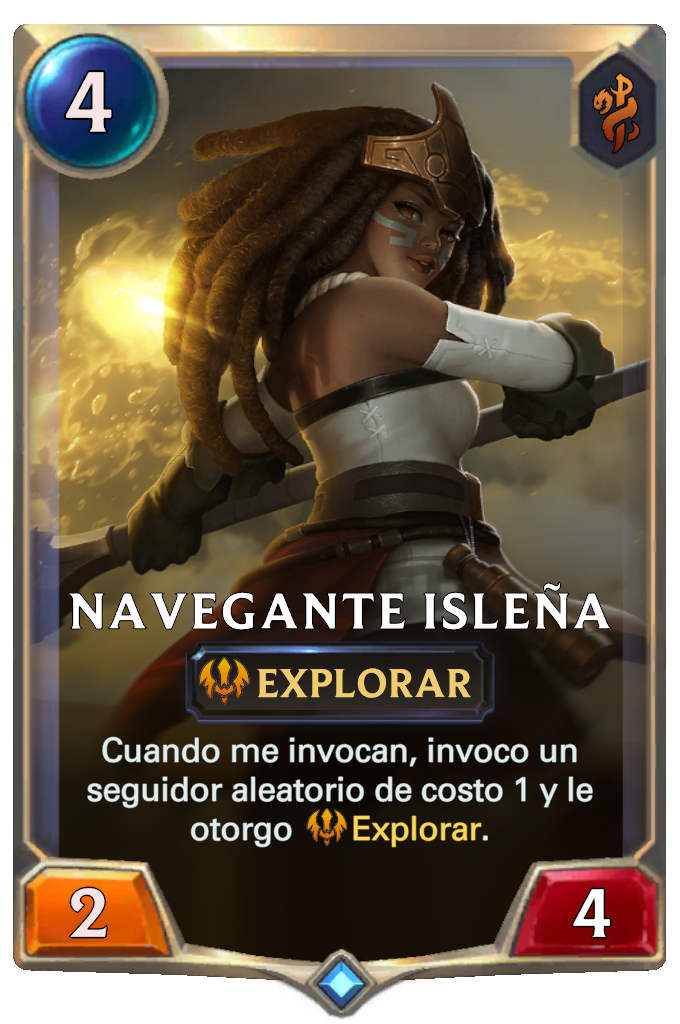 4
NAVEGANTE ISLEÑA
EXPLORAR
Cuando me invocan, invoco un
seguidor aleatorio de costo 1 y le
otorgo Explorar.
2
4